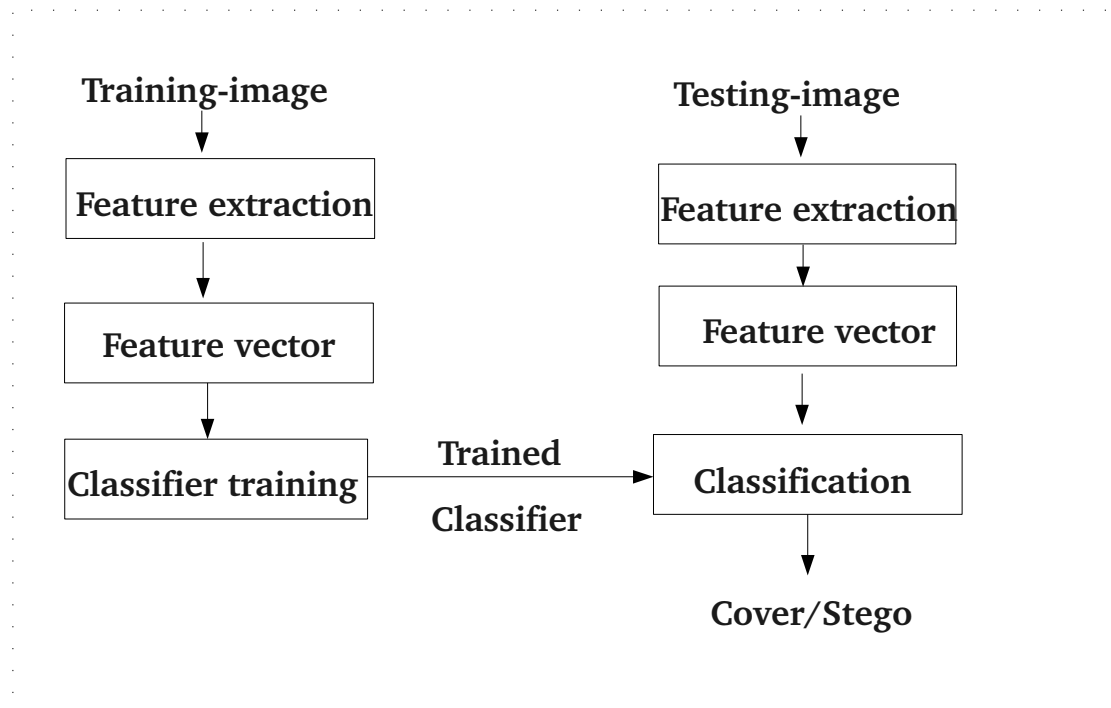 Training-image
Feature extraction
Feature vector
Classifier training
Trained
Classifier
Testing-image
Feature extraction
Feature vector
Classification
Cover/Stego